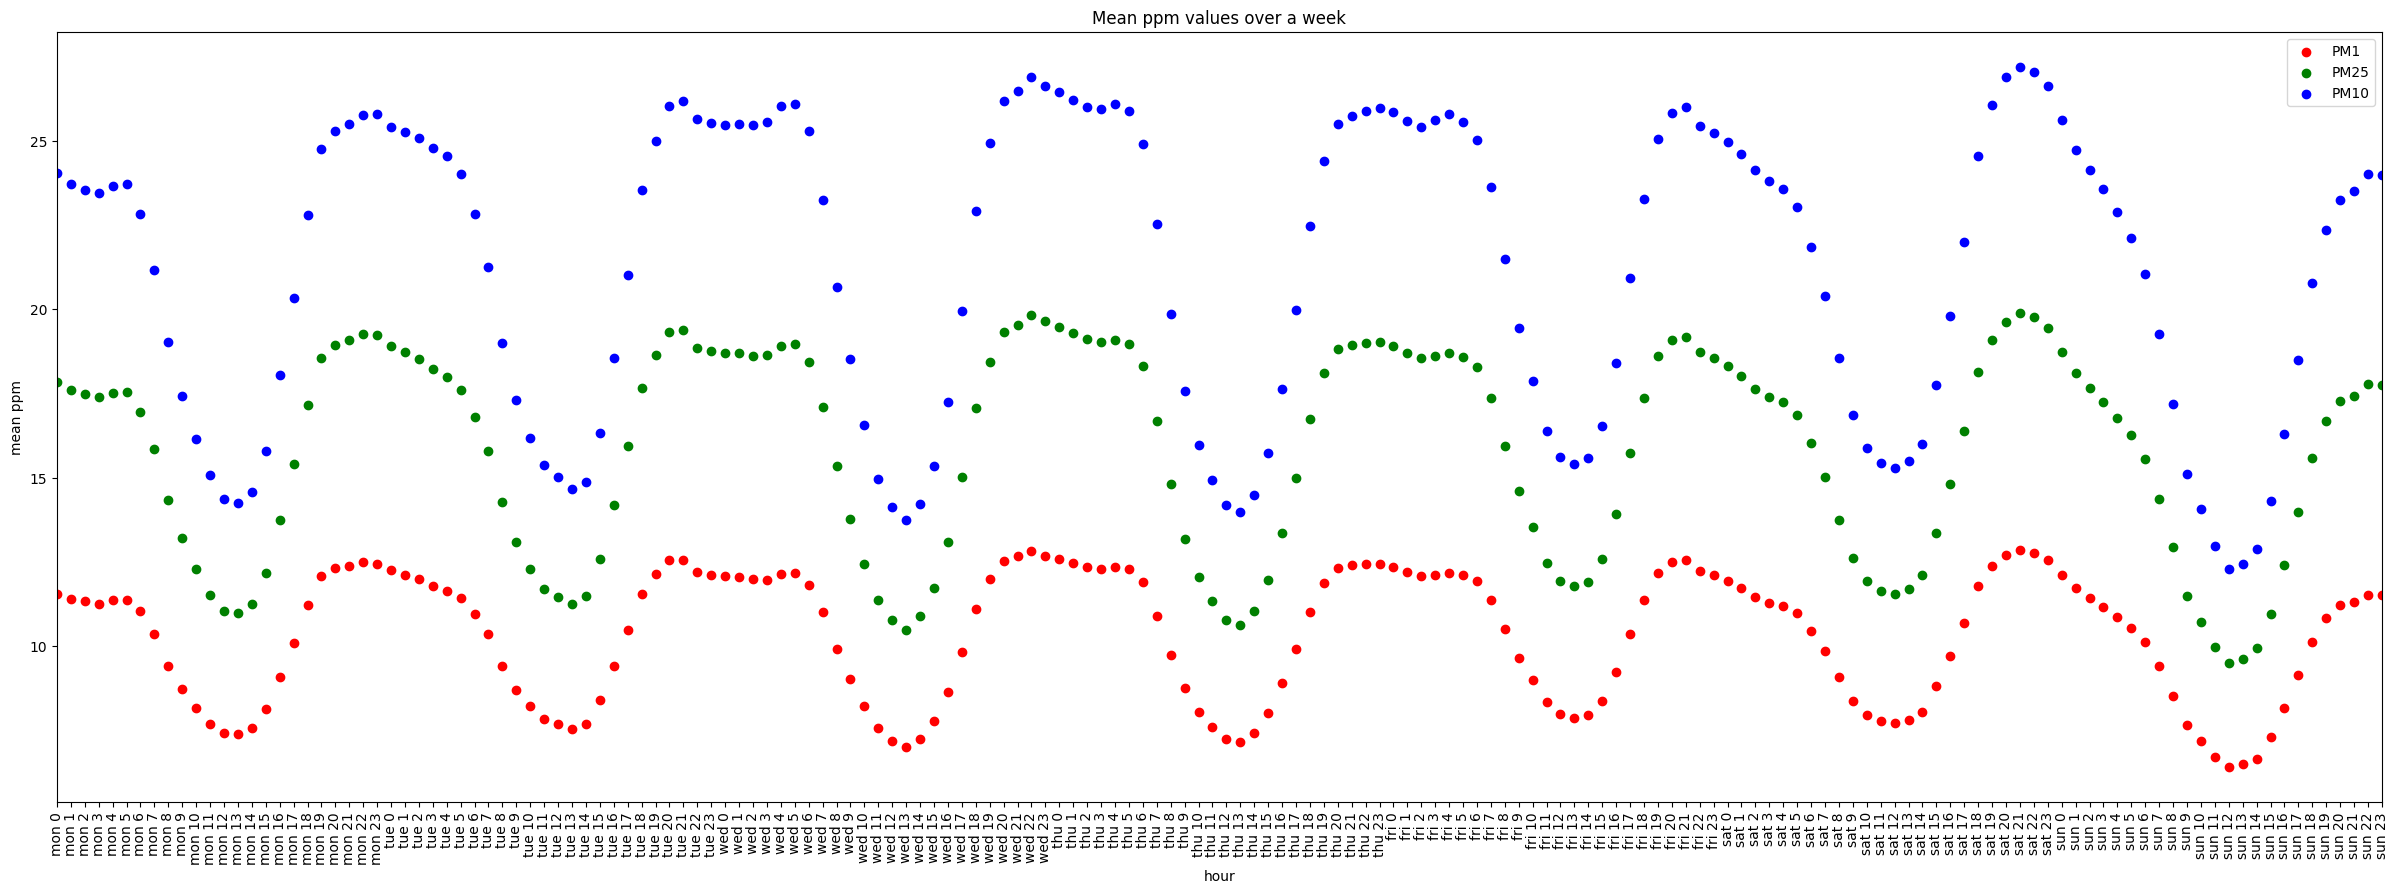 Mean ppm values over a week
PM1
PM25
PM10
mean ppm
25
20
15
10
mon 0
mon 1
mon 2
mon 3
mon 4
mon 5
mon 6
mon 7
mon 8
mon 9
mon 10
mon 11
mon 12
mon 13
mon 14
mon 15
mon 16
mon 17
mon 18
mon 19
mon 20
mon 21
mon 22
mon 23
tue 0
tue 1
tue 2
tue 3
tue 4
tue 5
tue 6
tue 7
tue 8
tue 9
tue 10
tue 11
tue 12
tue 13
tue 14
tue 15
tue 16
tue 17
tue 18
tue 19
tue 20
tue 21
tue 22
tue 23
wed 0
wed 1
wed 2
wed 3
wed 4
wed 5
wed 6
wed 7
wed 8
wed 9
wed 10
wed 11
wed 12
wed 13
wed 14
wed 15
wed 16
wed 17
wed 18
wed 19
wed 20
wed 21
wed 22
wed 23
thu 0
thu 1
thu 2
thu 3
thu 4
thu 5
thu 6
thu 7
thu 8
thu 9
thu 10
thu 11
thu 12
thu 13
thu 14
thu 15
thu 16
thu 17
thu 18
thu 19
thu 20
thu 21
thu 22
thu 23
fri 0
fri 1
fri 2
fri 3
fri 4
fri 5
fri 6
fri 7
fri 8
fri 9
fri 10
fri 11
fri 12
fri 13
fri 14
fri 15
fri 16
fri 17
fri 18
fri 19
fri 20
fri 21
fri 22
fri 23
sat 0
sat 1
sat 2
sat 3
sat 4
sat 5
sat 6
sat 7
sat 8
sat 9
sat 10
sat 11
sat 12
sat 13
sat 14
sat 15
sat 16
sat 17
sat 18
sat 19
sat 20
sat 21
sat 22
sat 23
sun 0
sun 1
sun 2
sun 3
sun 4
sun 5
sun 6
sun 7
sun 8
sun 9
sun 10
sun 11
sun 12
sun 13
sun 14
sun 15
sun 16
sun 17
sun 18
sun 19
sun 20
sun 21
sun 22
sun 23
hour